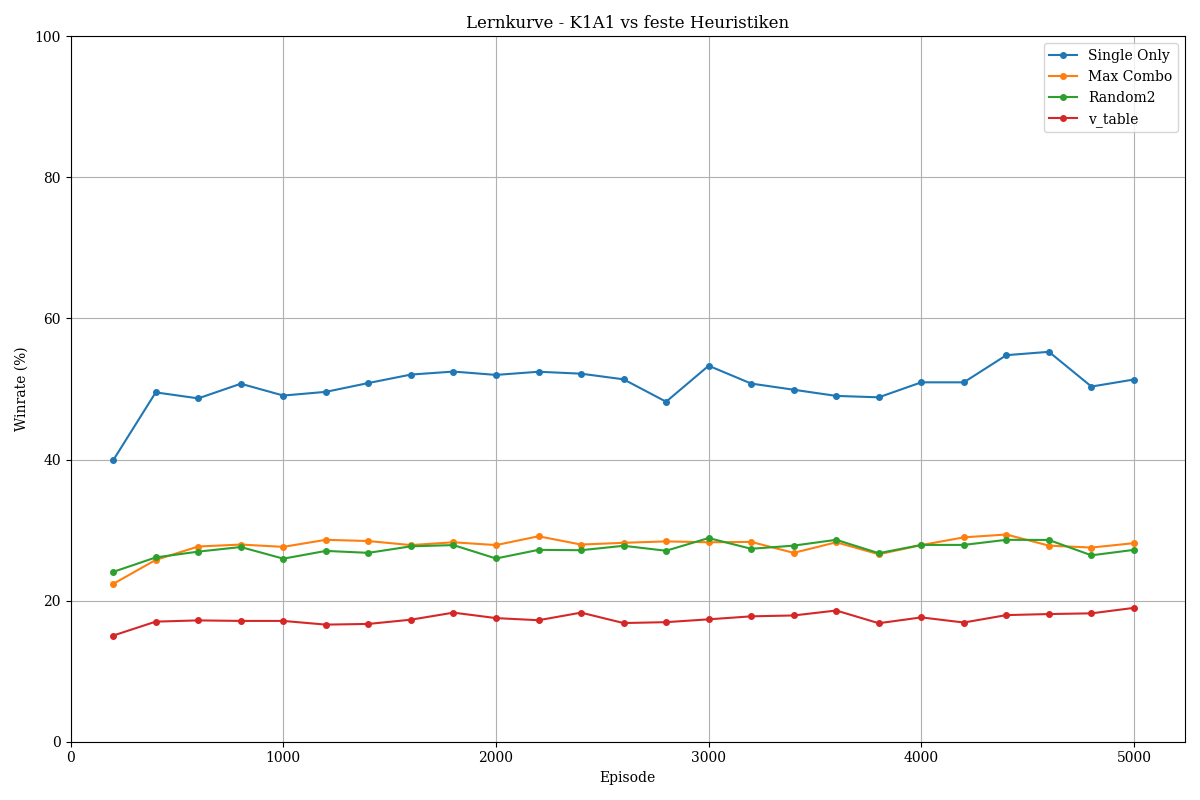 Lernkurve - K1A1 vs feste Heuristiken
100
80
60
40
20
0
Winrate (%)
Single Only
Max Combo
Random2
v_table
0 1000 2000 3000 4000 5000
Episode